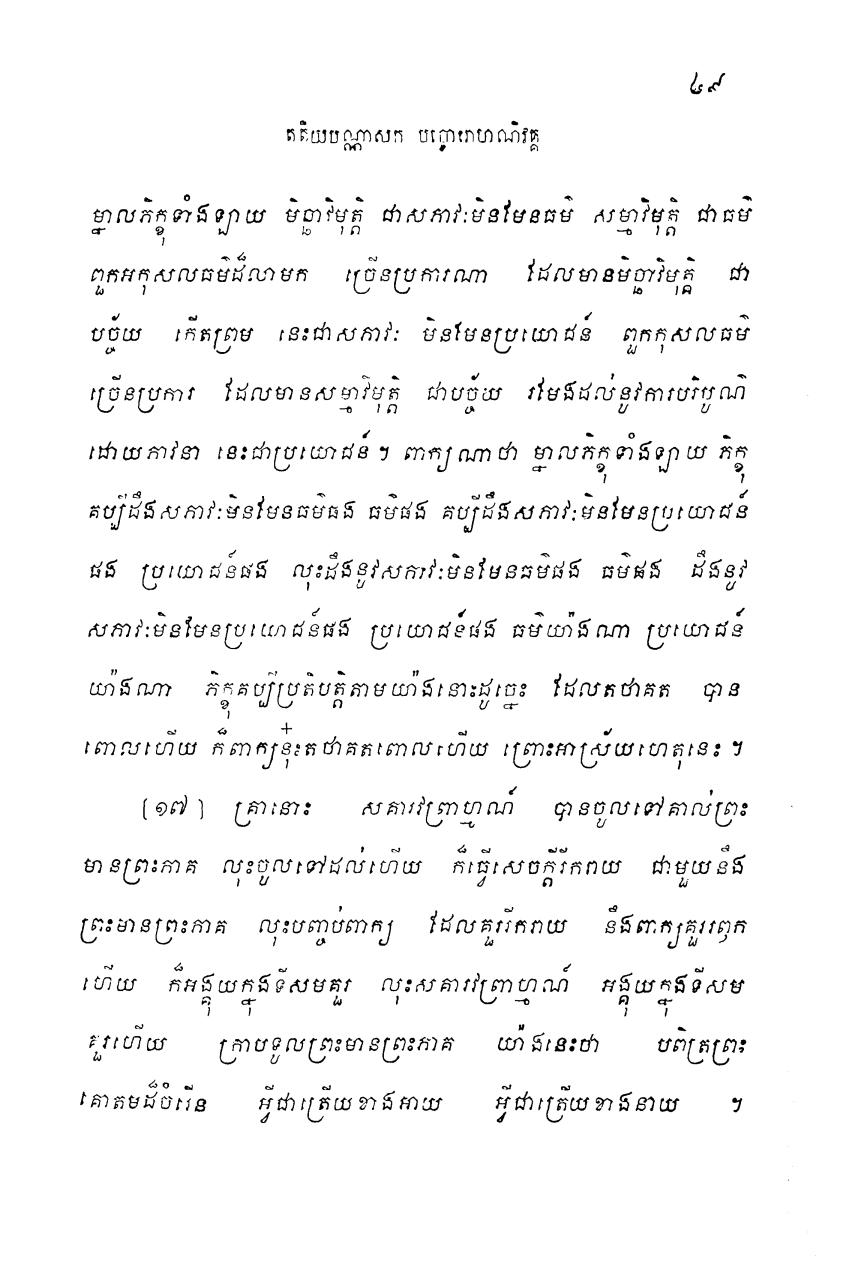 ៤៩
តតិយបណ្ណាសក បច្ចោរោហណិវគ្គ
ម្នាលភិក្ខុទាំងឡាយ មិច្ឆាវិមុត្តិ ជាសភាវៈមិនមែនធម៌ សម្មាវិមុត្តិ ជាធម៌
ពួកអកុសលធម៌ដ៏លាមក ច្រើនប្រការណា ដែលមានមិច្ឆាវិមុត្តិ ជា
បច្ច័យ កើតព្រម នេះជាសភាវៈ មិនមែនប្រយោជន៍ ពួកកុសលធម៌
ច្រើនប្រការ ដែលមានសម្មាវិមុត្តិ ជាបច្ច័យ រមែងដល់នូវការបរិបូណ៌
ដោយភាវនា នេះជាប្រយោជន៍។ ពាក្យណាថា ម្នាលភិក្ខុទាំងឡាយ ភិក្ខុ
គប្បីដឹងសភាវៈមិនមែនធម៌ផង ធម៌ផង គប្បីដឹងសភាវៈមិនមែនប្រយោជន៍
ផង ប្រយោជន៍ផង លុះដឹងនូវសភាវៈមិនមែនធម៌ផង ធម៌ផង ដឹងនូវ
សភាវៈមិនមែនប្រយោជន៍ផង ប្រយោជន៍ផង ធម៌យ៉ាងណា ប្រយោជន៍
យ៉ាងណា ភិក្ខុគប្បីប្រតិបត្តិតាមយ៉ាងនោះដូច្នេះ ដែលតថាគត បាន
ពោលហើយ ក៏ពាក្យនុ៎ះតថាគតពោលហើយ ព្រោះអាស្រ័យហេតុនេះ ។
[១៧] គ្រានោះ សគារវព្រាហ្មណ៍ បានចូលទៅគាល់ព្រះ
មានព្រះភាគ លុះចូលទៅដល់ហើយ ក៏ធ្វើសេចក្តីរីករាយ ជាមួយនឹង
ព្រះមានព្រះភាគ លុះបញ្ចប់ពាក្យ ដែលគួររីករាយ នឹងពាក្យគួររឭក
ហើយ ក៏អង្គុយក្នុងទីសមគួរ លុះសគារវព្រាហ្មណ៍ អង្គុយក្នុងទីសម
គួរហើយ ក្រាបទូលព្រះមានព្រះភាគ យ៉ាងនេះថា បពិត្រព្រះ
គោតមដ៏ចំរើន អ្វីជាត្រើយខាងអាយ អ្វីជាត្រើយខាងនាយ ។